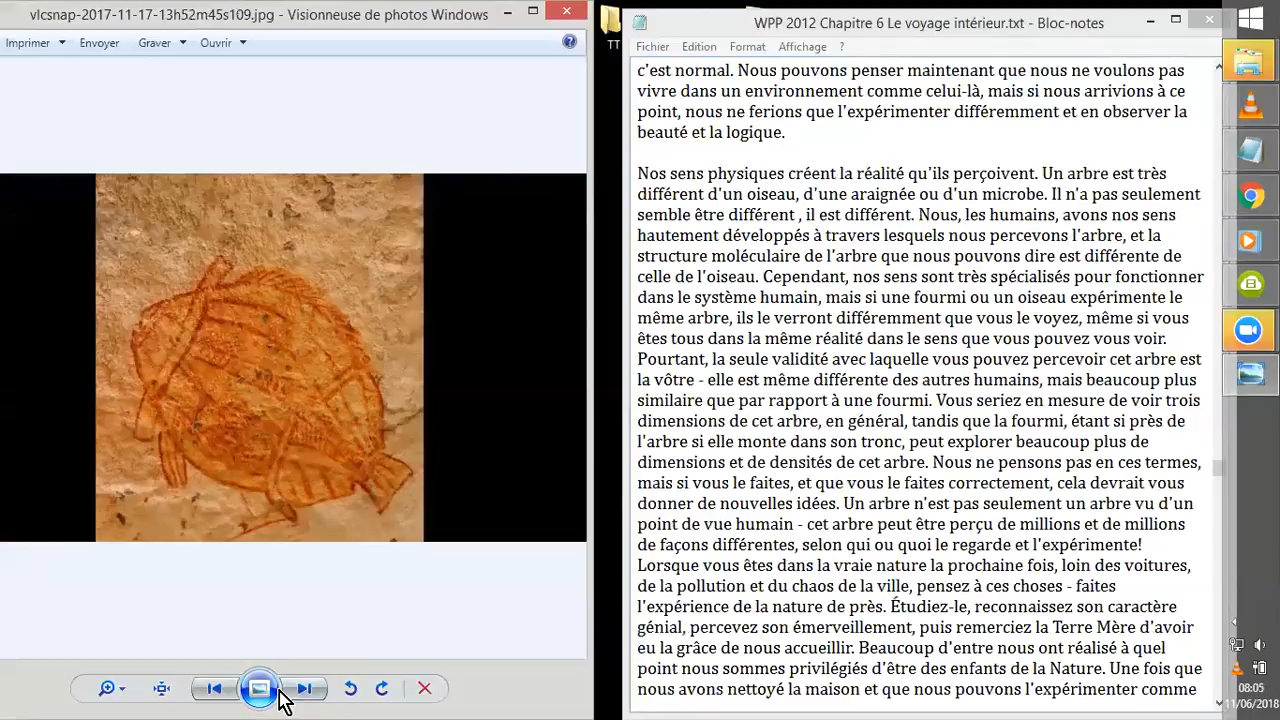 vlcsnap-2017-11-17-13h52m45s109.jpg - Visionneuse de photos Windows
Imprimer
Envoyer
Graver
Ouvrir
TT
WPP 2012 Chapitre 6 Le voyage intérieur.txt - Bloc-notes
Fichier Edition Format Affichage ?
c'est normal. Nous pouvons penser maintenant que nous ne voulons pas
vivre dans un environnement comme celui-là, mais si nous arrivions à ce
point, nous ne ferions que l'expérimenter différemment et en observer la
beauté et la logique.
Nos sens physiques créent la réalité qu'ils perçoivent. Un arbre est très
différent d'un oiseau, d'une araignée ou d'un microbe. Il n'a pas seulement
semble être différent , il est différent. Nous, les humains, avons nos sens
hautement développés à travers lesquels nous percevons l'arbre, et la
structure moléculaire de l'arbre que nous pouvons dire est différente de
celle de l'oiseau. Cependant, nos sens sont très spécialisés pour fonctionner
dans le système humain, mais si une fourmi ou un oiseau expérimente le
même arbre, ils le verront différemment que vous le voyez, même si vous
êtes tous dans la même réalité dans le sens que vous pouvez vous voir.
Pourtant, la seule validité avec laquelle vous pouvez percevoir cet arbre est
la vôtre - elle est même différente des autres humains, mais beaucoup plus
similaire que par rapport à une fourmi. Vous seriez en mesure de voir trois
dimensions de cet arbre, en général, tandis que la fourmi, étant si près de
l'arbre si elle monte dans son tronc, peut explorer beaucoup plus de
dimensions et de densités de cet arbre. Nous ne pensons pas en ces termes,
mais si vous le faites, et que vous le faites correctement, cela devrait vous
donner de nouvelles idées. Un arbre n'est pas seulement un arbre vu d'un
point de vue humain - cet arbre peut être perçu de millions et de millions
de façons différentes, selon qui ou quoi le regarde et l'expérimente!
Lorsque vous êtes dans la vraie nature la prochaine fois, loin des voitures,
de la pollution et du chaos de la ville, pensez à ces choses - faites
l'expérience de la nature de près. Étudiez-le, reconnaissez son caractère
génial, percevez son émerveillement, puis remerciez la Terre Mère d'avoir
eu la grâce de nous accueillir. Beaucoup d'entre nous ont réalisé à quel
point nous sommes privilégiés d'être des enfants de la Nature. Une fois que
nous avons nettoyé la maison et que nous pouvons l'expérimenter comme
08:05
11/06/2018